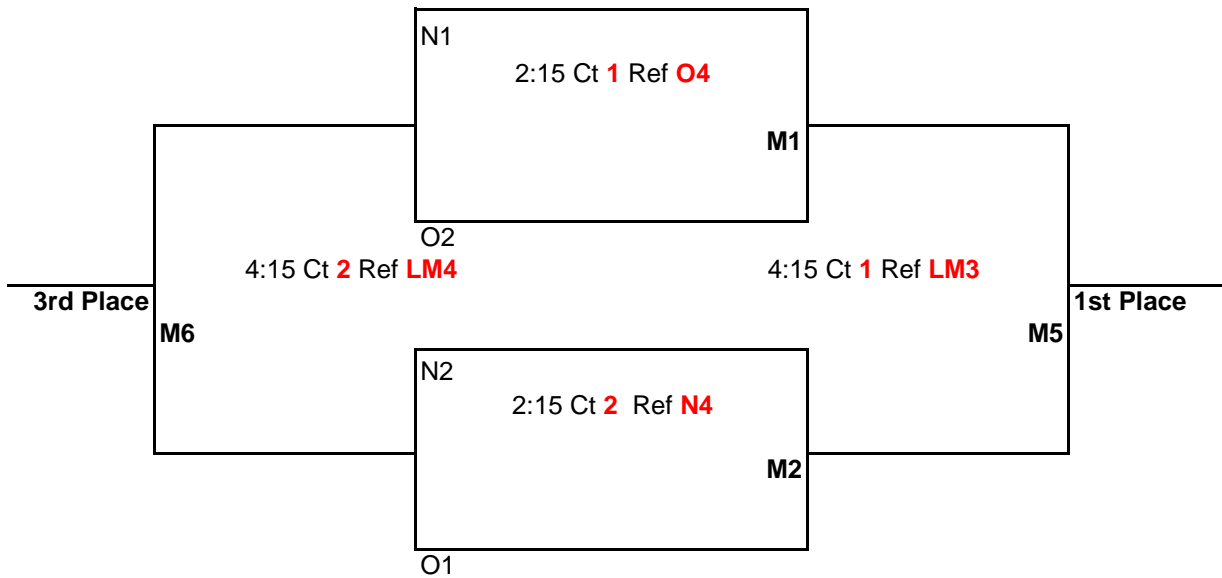 N1
2:15 Ct 1 Ref O4
M1
O2
4:15 Ct 2 Ref LM4
4:15 Ct 1 Ref LM3
3rd Place
1st Place
M6
M5
N2
2:15 Ct 2 Ref N4
M2
O1